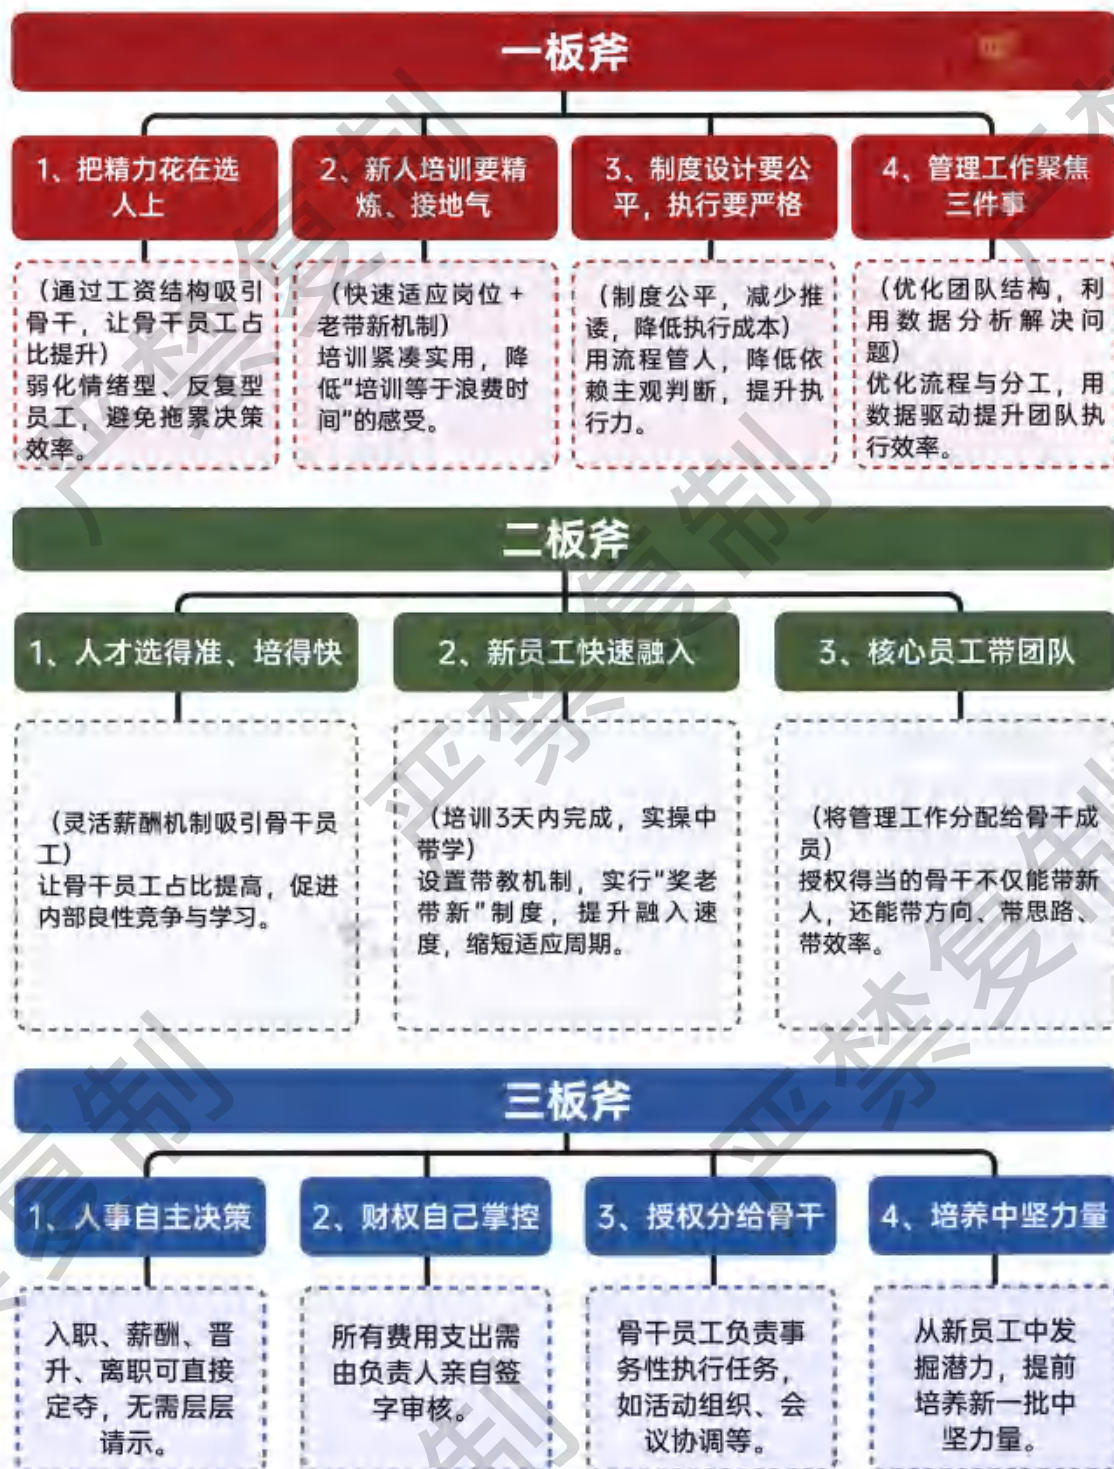 一板斧
1、把精力花在选
人上
2、新人培训要精
炼、接地气
3、制度设计要公
平，执行要严格
4、管理工作聚焦
三件事
（通过工资结构吸引
骨干，让骨干员工占
比提升）
弱化情绪型、反复型
员工，避免拖累决策
效率。
（快速适应岗位+
老带新机制）
培训紧凑实用，降
低“培训等于浪费时
间”的感受。
（制度公平，减少推
诿，降低执行成本）
用流程管人，降低依
赖主观判断，提升执
行力。
（优化团队结构，利
用数据分析解决问
题）
优化流程与分工，用
数据驱动提升团队执
行效率。
二板斧
1、人才选得准、培得快
2、新员工快速融入
3、核心员工带团队
（灵活薪酬机制吸引骨干员
工）
让骨干员工占比提高，促进
内部良性竞争与学习。
（培训3天内完成，实操中
带学）
设置带教机制，实行“奖老
带新”制度，提升融入速
度，缩短适应周期。
（将管理工作分配给骨干成
员）
授权得当的骨干不仅能带新
人，还能带方向、带思路、
带效率。
三板斧
1、人事自主决策
2、财权自己掌控
3、授权分给骨干
4、培养中坚力量
入职、薪酬、晋
升、离职可直接
定夺，无需层层
请示。
所有费用支出需
由负责人亲自签
字审核。
骨干员工负责事
务性执行任务，
如活动组织、会
议协调等。
从新员工中发
掘潜力，提前
培养新一批中
坚力量。
严禁复制
严禁复制
严禁复制